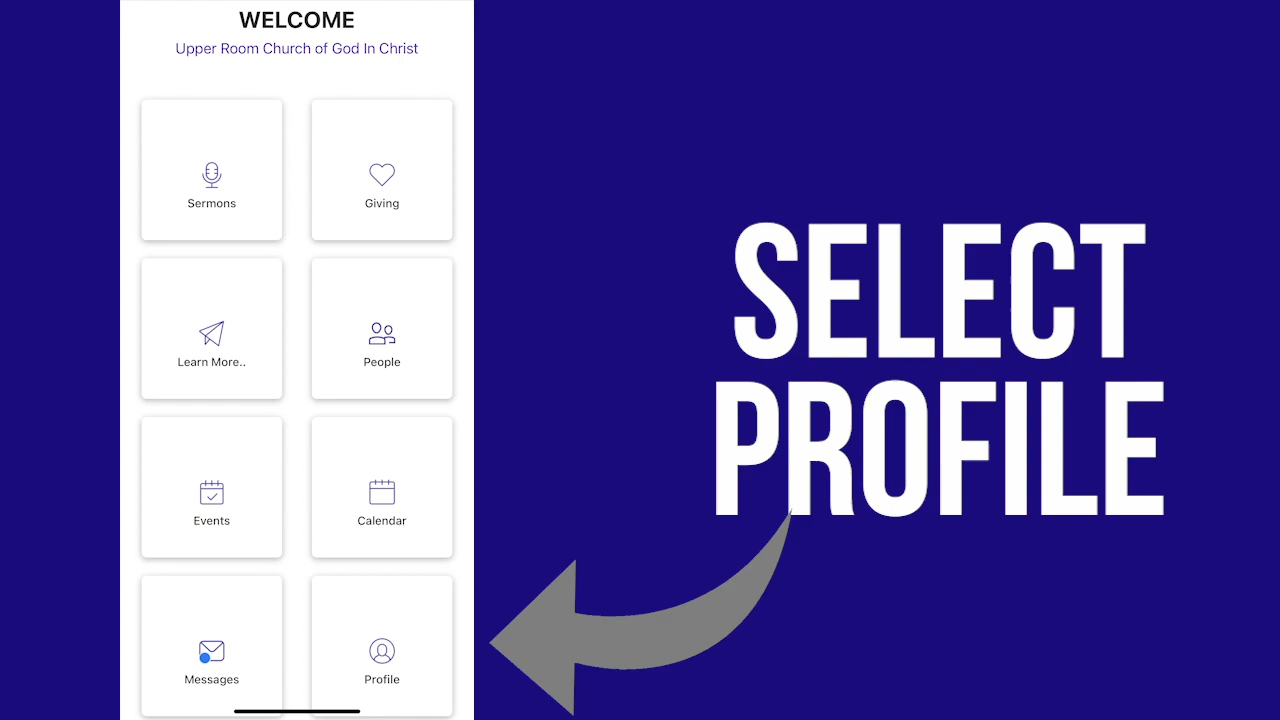 WELCOME
Upper Room Church of God In Christ
Sermons
Giving
Learn More..
People
Events
Calendar
Messages
Profile
SELECT
PROFILE